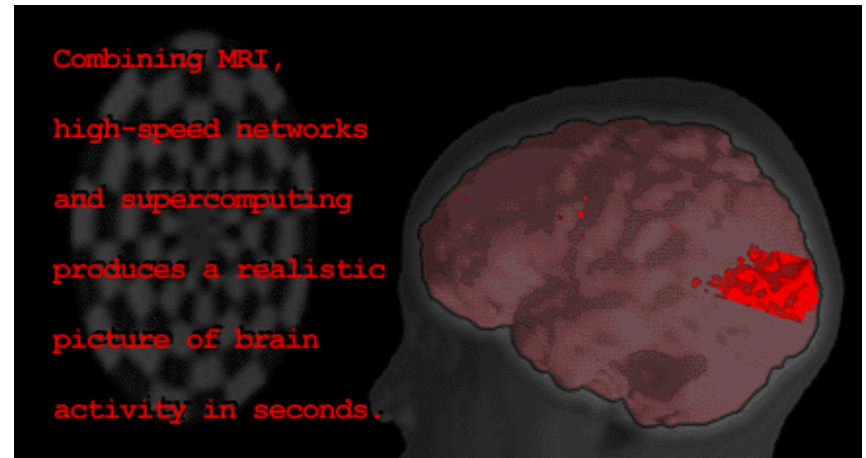 Combining MRI,
high-speed networks
and supercomputing
produces a realistic
picture of brain
activity in seconds.